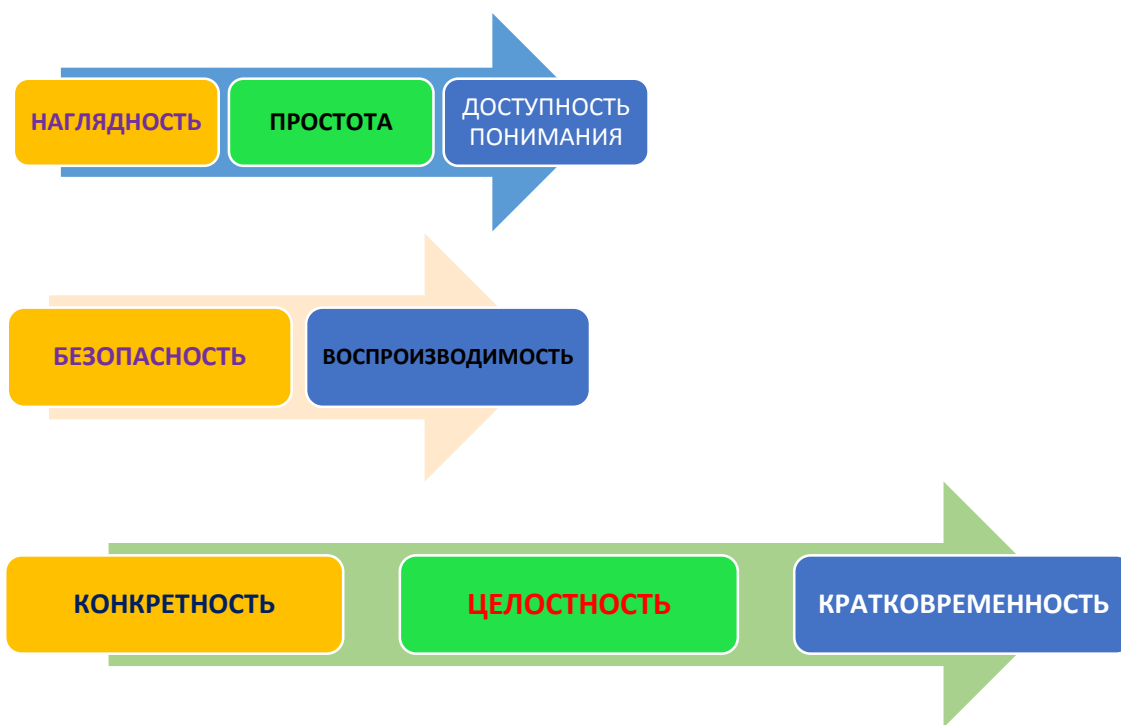 НАГЛЯДНОСТЬ
ПРОСТОТА
ДОСТУПНОСТЬ
ПОНИМАНИЯ
БЕЗОПАСНОСТЬ
ВОСПРОИЗВОДИМОСТЬ
КОНКРЕТНОСТЬ
ЦЕЛОСТНОСТЬ
КРАТКОВРЕМЕННОСТЬ